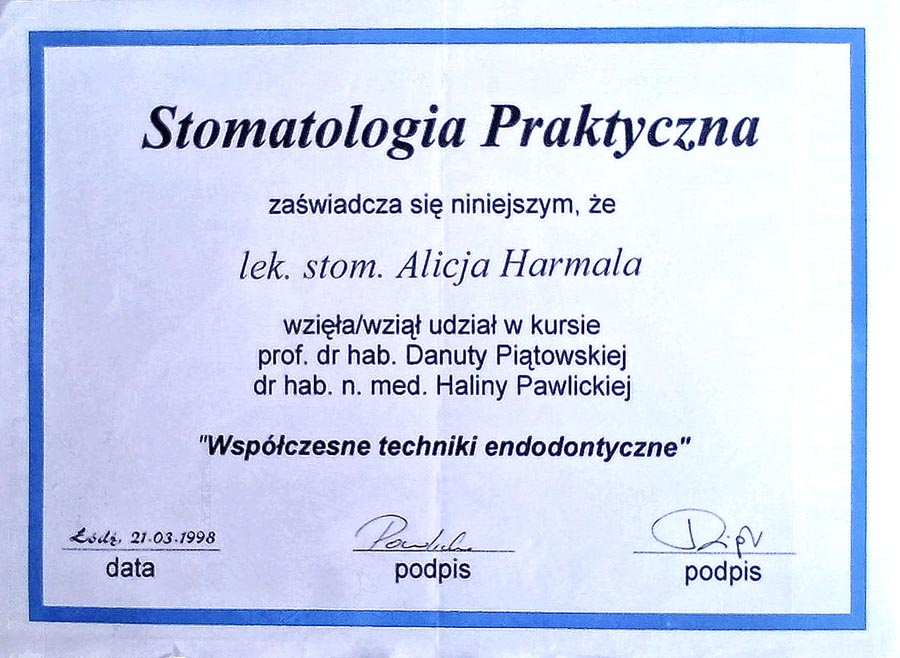 Stomatologia Praktyczna
zaświadcza się niniejszym, że
lek. stom. Alicja Harmala
wzięła/wziął udział w kursie
prof. dr hab. Danuty Piątowskiej
dr hab. n. med. Haliny Pawlickiej
"Współczesne techniki endodontyczne"
Łódź, 21.03.1998
data
podpis
podpis